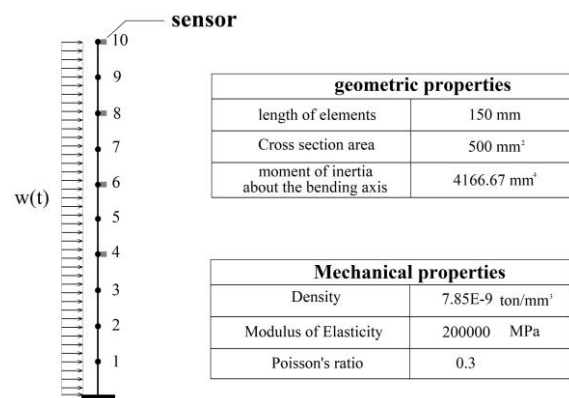 sensor
10
9
8
7
6
w(t)
5
4
3
2
1
geometric properties
length of elements 150 mm
Cross section area 500 mm²
moment of inertia
about the bending axis 4166.67 mm⁴
Mechanical properties
Density 7.85E-9 ton/mm³
Modulus of Elasticity 200000 MPa
Poisson's ratio 0.3